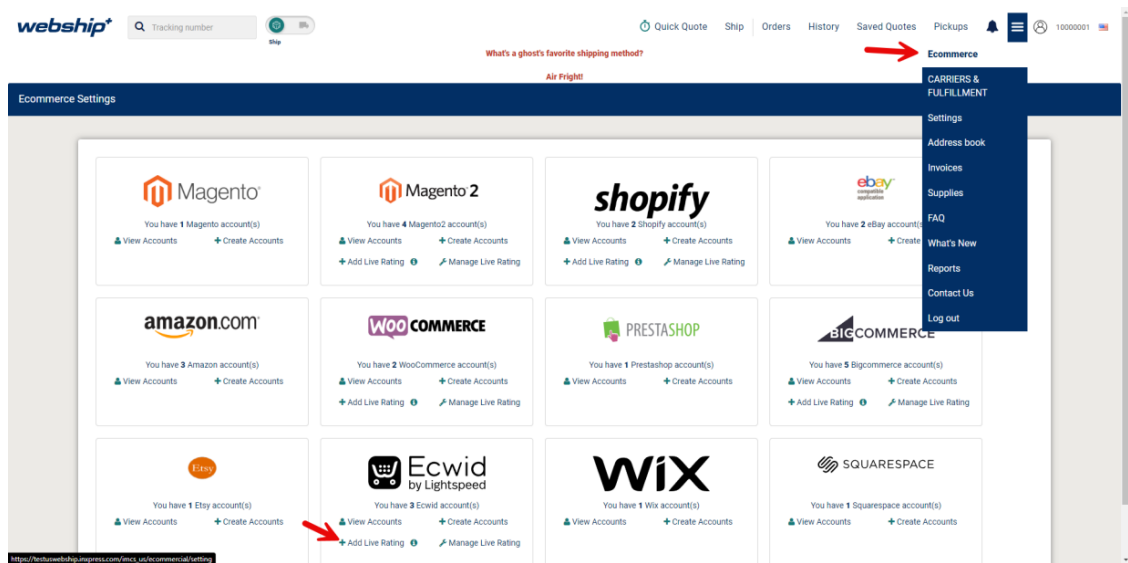 webship+
Tracking number
Ship
Quick Quote Ship Orders History Saved Quotes Pickups 10000001
What's a ghost's favorite shipping method?
Air Fright!
Ecommerce
CARRIERS &
FULFILLMENT
Settings
Address book
Invoices
Supplies
FAQ
What's New
Reports
Contact Us
Log out
Ecommerce Settings
Magento
You have 1 Magento account(s)
View Accounts Create Accounts
Magento 2
You have 4 Magento2 account(s)
View Accounts Create Accounts
Add Live Rating Manage Live Rating
shopify
You have 2 Shopify account(s)
View Accounts Create Accounts
Add Live Rating Manage Live Rating
ebay
compatible
application
You have 2 eBay account(s
View Accounts Create
amazon.com
You have 3 Amazon account(s)
View Accounts Create Accounts
WOO COMMERCE
You have 2 WooCommerce account(s)
View Accounts Create Accounts
Add Live Rating Manage Live Rating
PRESTASHOP
You have 1 Prestashop account(s)
View Accounts Create Accounts
BIGCOMMERCE
You have 5 Bigcommerce account(s)
View Accounts Create Accounts
Add Live Rating Manage Live Rating
Etsy
You have 1 Etsy account(s)
View Accounts Create Accounts
Ecwid
by Lightspeed
You have 3 Ecwid account(s)
View Accounts Create Accounts
Add Live Rating Manage Live Rating
WiX
You have 1 Wix account(s)
View Accounts Create Accounts
SQUARESPACE
You have 1 Squarespace account(s)
View Accounts Create Accounts
https://testuswebship.inxpress.com/imcs_us/ecommercial/setting